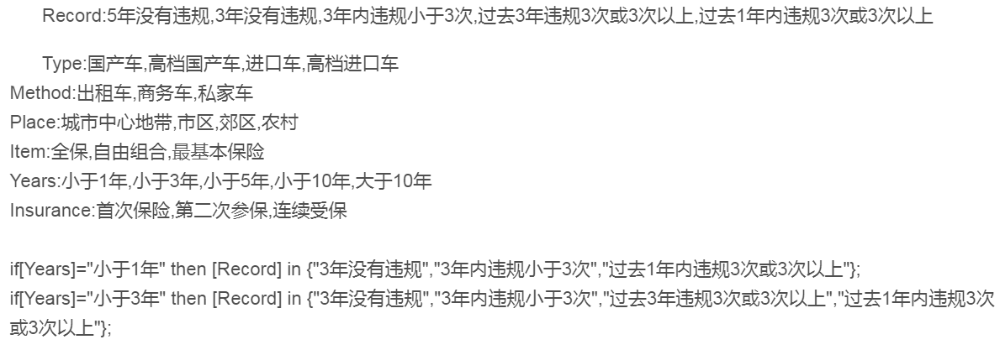 Record:5年没有违规,3年没有违规,3年内违规小于3次,过去3年违规3次或3次以上,过去1年内违规3次或3次以上
Type:国产车,高档国产车,进口车,高档进口车
Method:出租车,商务车,私家车
Place:城市中心地带,市区,郊区,农村
Item:全保,自由组合,最基本保险
Years:小于1年,小于3年,小于5年,小于10年,大于10年
Insurance:首次保险,第二次参保,连续受保
if[Years]="小于1年" then [Record] in {"3年没有违规","3年内违规小于3次","过去1年内违规3次或3次以上"};
if[Years]="小于3年" then [Record] in {"3年没有违规","3年内违规小于3次","过去3年违规3次或3次以上","过去1年内违规3次
或3次以上"};